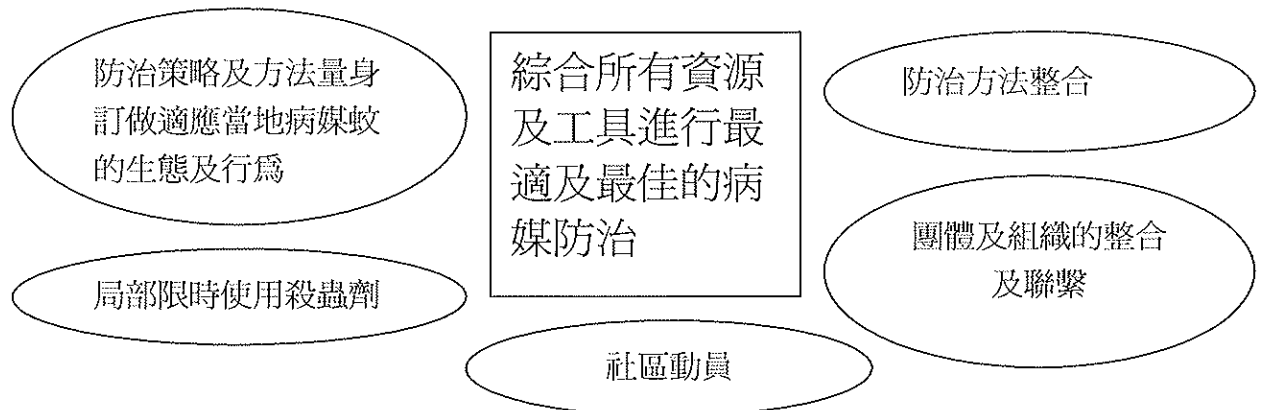 防治策略及方法量身
訂做適應當地病媒蚊
的生態及行爲
局部限時使用殺蟲劑
綜合所有資源
及工具進行最
適及最佳的病
媒防治
社區動員
防治方法整合
團體及組織的整合
及聯繫